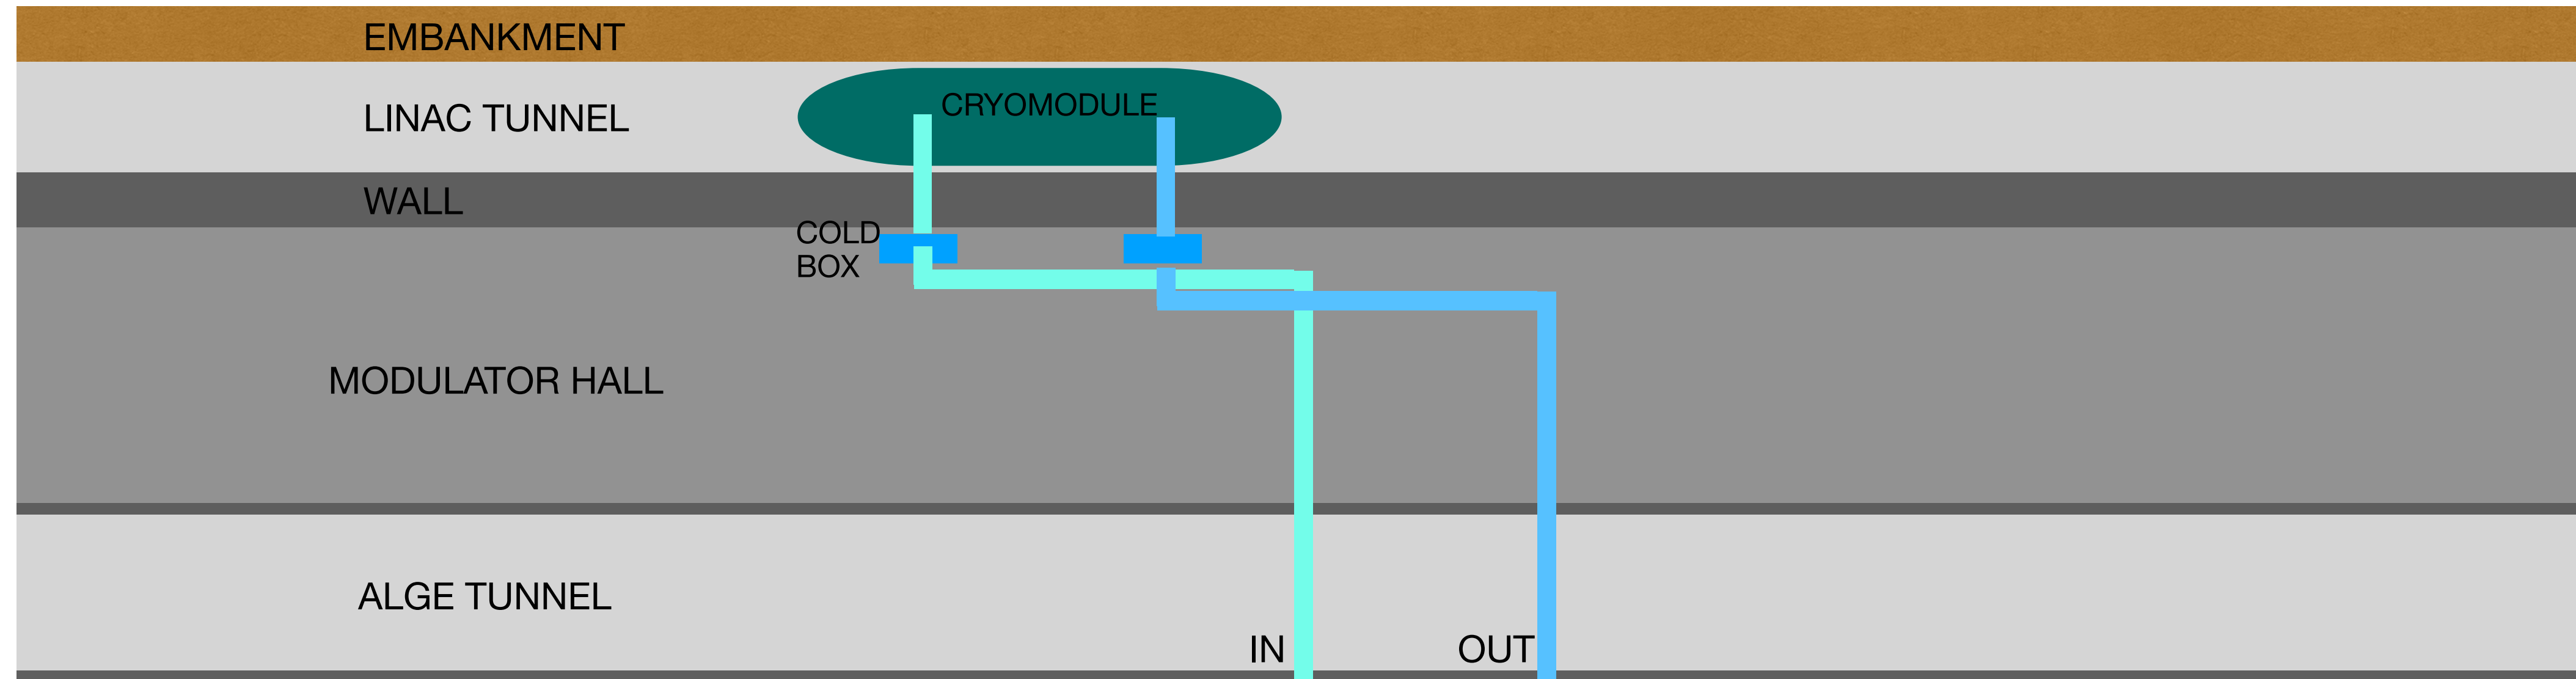 EMBANKMENT
LINAC TUNNEL
CRYOMODULE
WALL
COLD
BOX
MODULATOR HALL
ALGE TUNNEL
IN
OUT